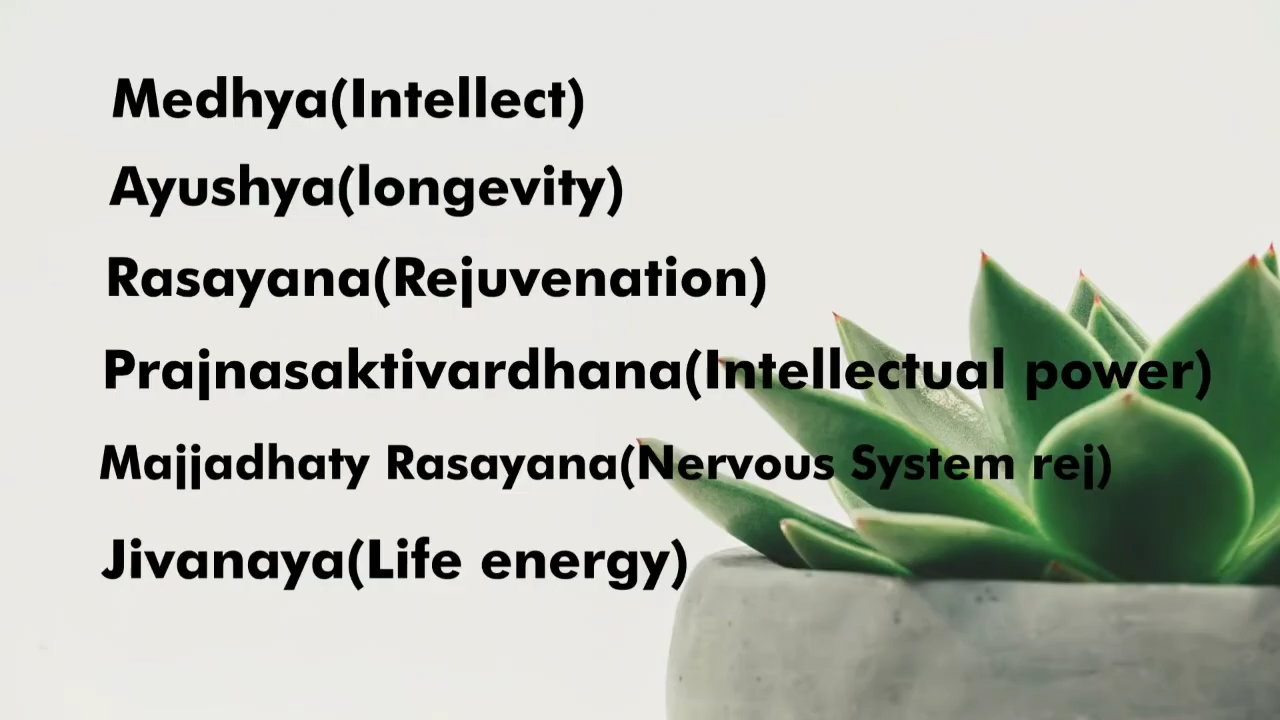 Medhya(Intellect)
Ayushya(longevity)
Rasayana(Rejuvenation)
Prajnasaktivardhana(Intellectual power)
Majjadhaty Rasayana(Nervous System rej)
Jivanaya(Life energy)